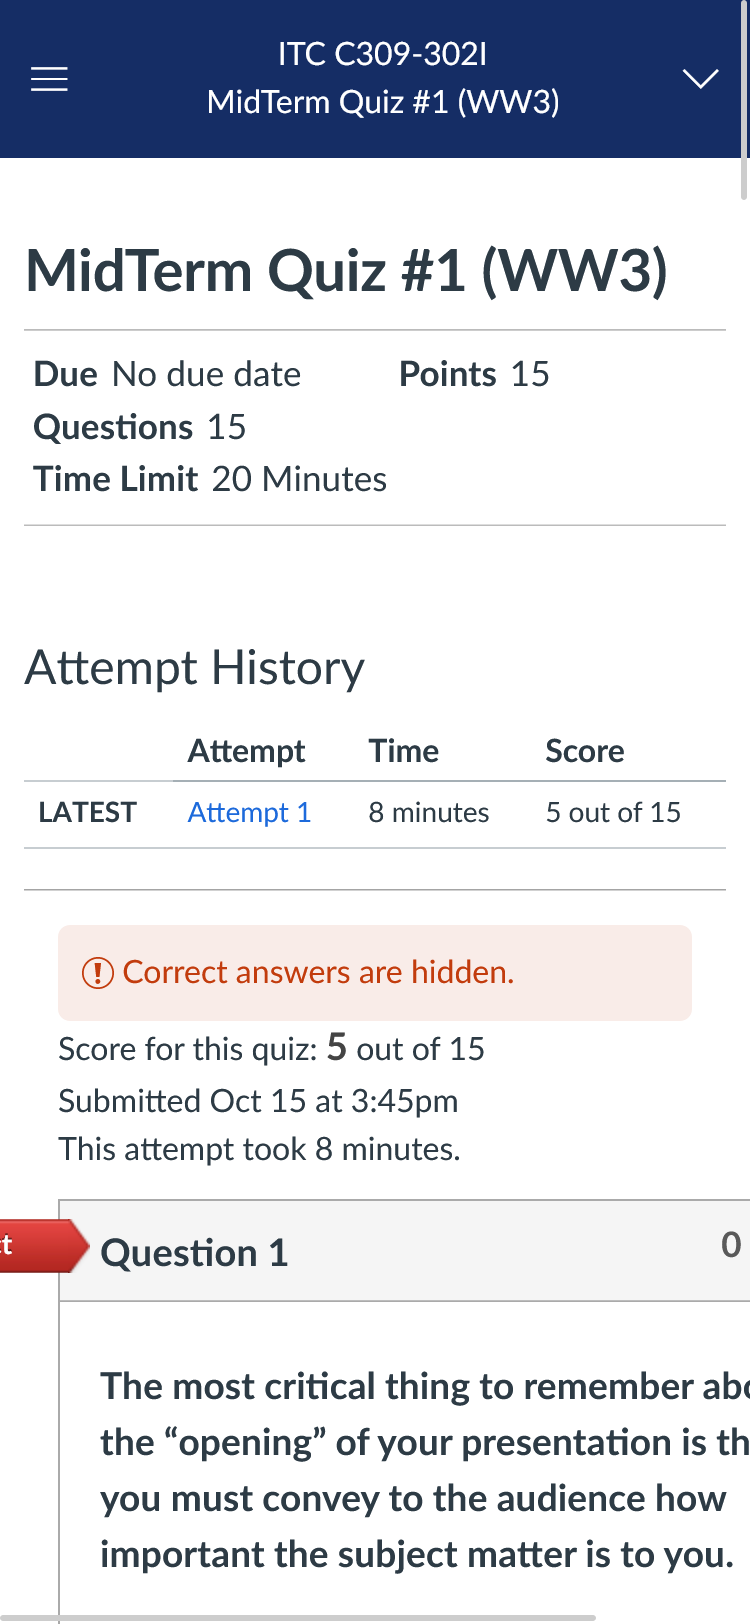 ITC C309-302I
MidTerm Quiz #1 (WW3)
MidTerm Quiz #1 (WW3)
Due No due date Points 15
Questions 15
Time Limit 20 Minutes
Attempt History
Attempt Time Score
LATEST Attempt 1 8 minutes 5 out of 15
Correct answers are hidden.
Score for this quiz: 5 out of 15
Submitted Oct 15 at 3:45pm
This attempt took 8 minutes.
Question 1 0
The most critical thing to remember
the “opening” of your presentation is
you must convey to the audience how
important the subject matter is to you.